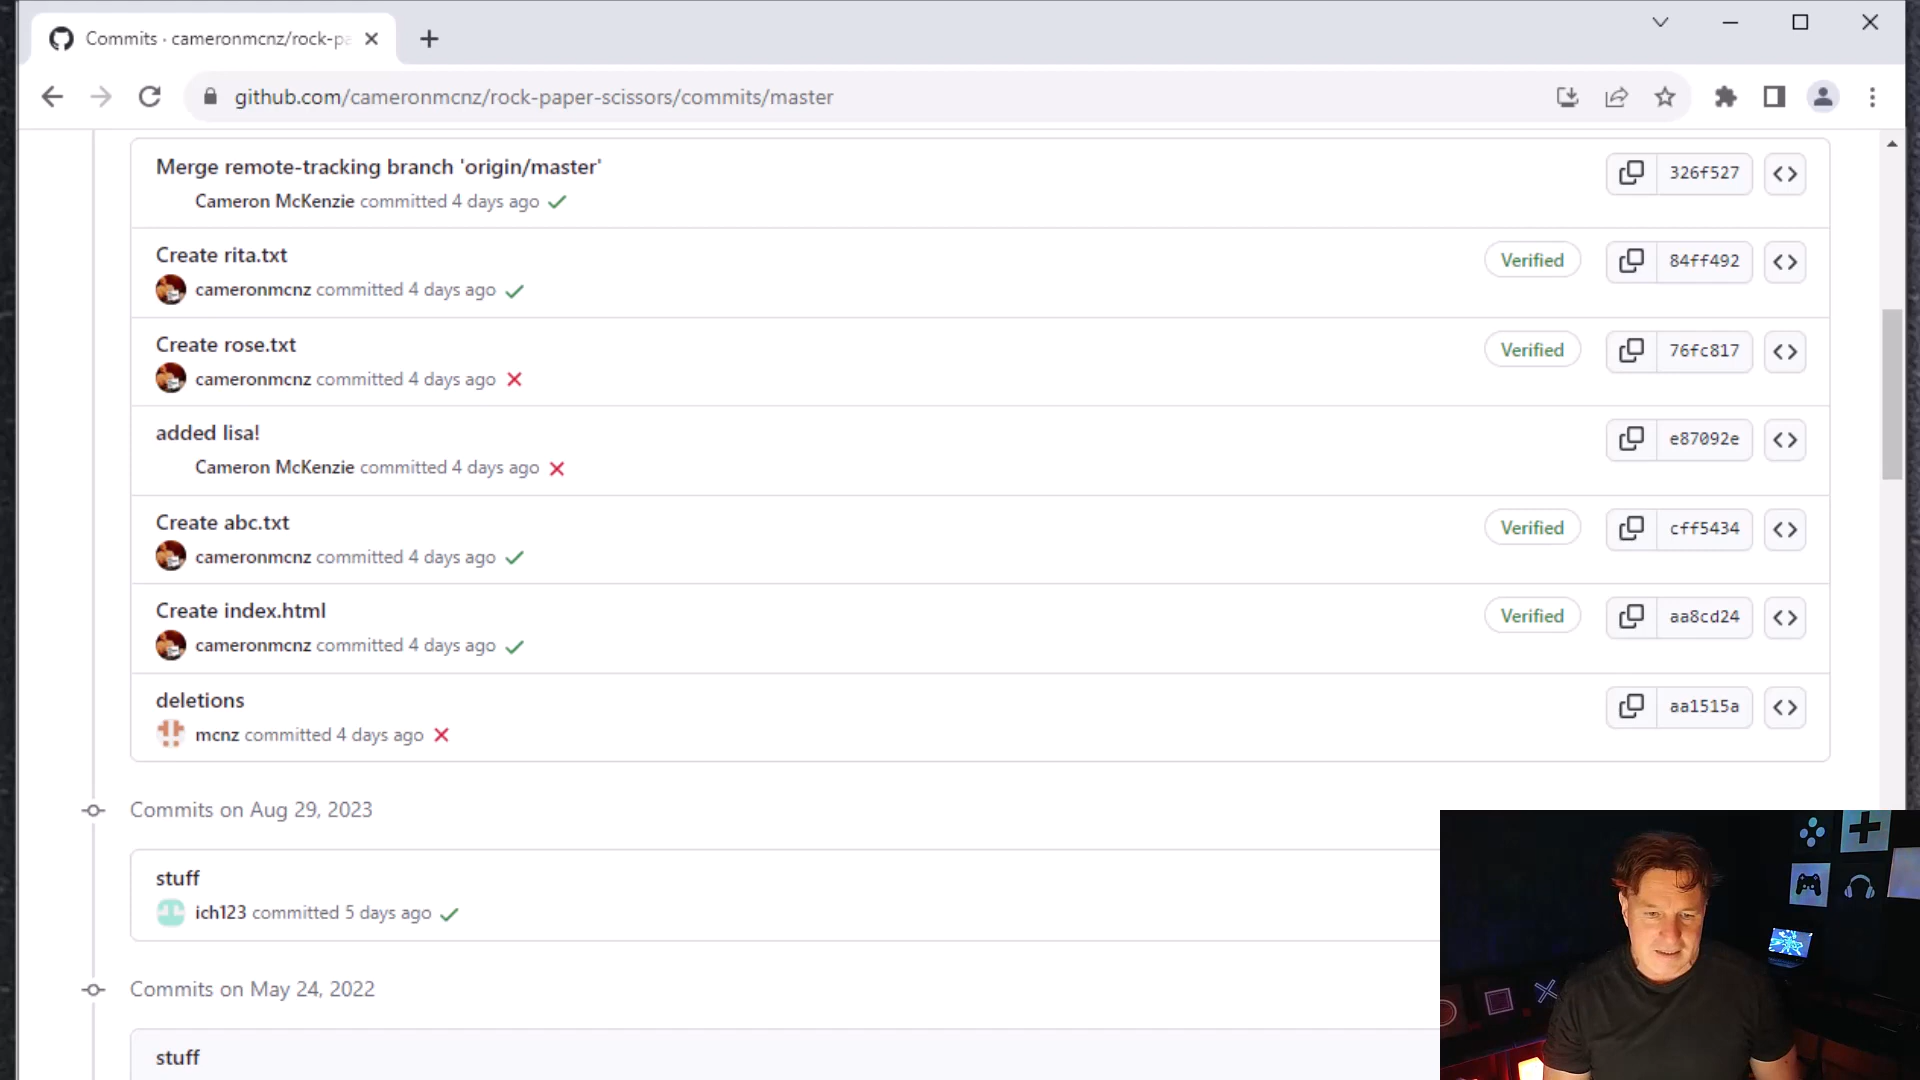 Commits · cameronmcnz/rock-pa
github.com/cameronmcnz/rock-paper-scissors/commits/master
Merge remote-tracking branch 'origin/master'
326f527
Cameron McKenzie committed 4 days ago
Create rita.txt
Verified
84ff492
cameronmcnz committed 4 days ago
Create rose.txt
Verified
76fc817
cameronmcnz committed 4 days ago
added lisa!
e87092e
Cameron McKenzie committed 4 days ago
Create abc.txt
Verified
cff5434
cameronmcnz committed 4 days ago
Create index.html
Verified
aa8cd24
cameronmcnz committed 4 days ago
deletions
aa1515a
mcnz committed 4 days ago
Commits on Aug 29, 2023
stuff
ich123 committed 5 days ago
Commits on May 24, 2022
stuff